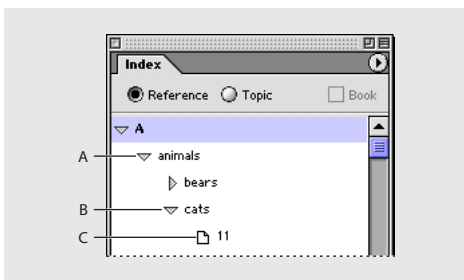 Index
Reference Topic Book
A
A animals
bears
B cats
C 11